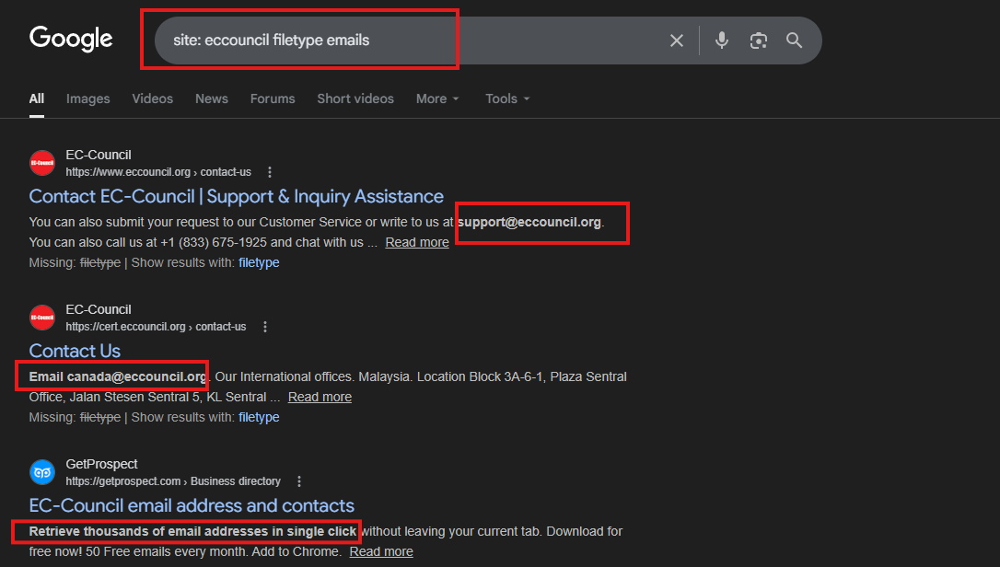 Google
site: eccouncil filetype emails
All Images Videos News Forums Short videos More Tools
EC-Council
https://www.eccouncil.org › contact-us
Contact EC-Council | Support & Inquiry Assistance
You can also submit your request to our Customer Service or write to us at support@eccouncil.org.
You can also call us at +1 (833) 675-1925 and chat with us ... Read more
Missing: filetype | Show results with: filetype
EC-Council
https://cert.eccouncil.org › contact-us
Contact Us
Email canada@eccouncil.org. Our International offices. Malaysia. Location Block 3A-6-1, Plaza Sentral
Office, Jalan Stesen Sentral 5, KL Sentral ... Read more
Missing: filetype | Show results with: filetype
GetProspect
https://getprospect.com › Business directory
EC-Council email address and contacts
Retrieve thousands of email addresses in single click without leaving your current tab. Download for
free now! 50 Free emails every month. Add to Chrome. Read more